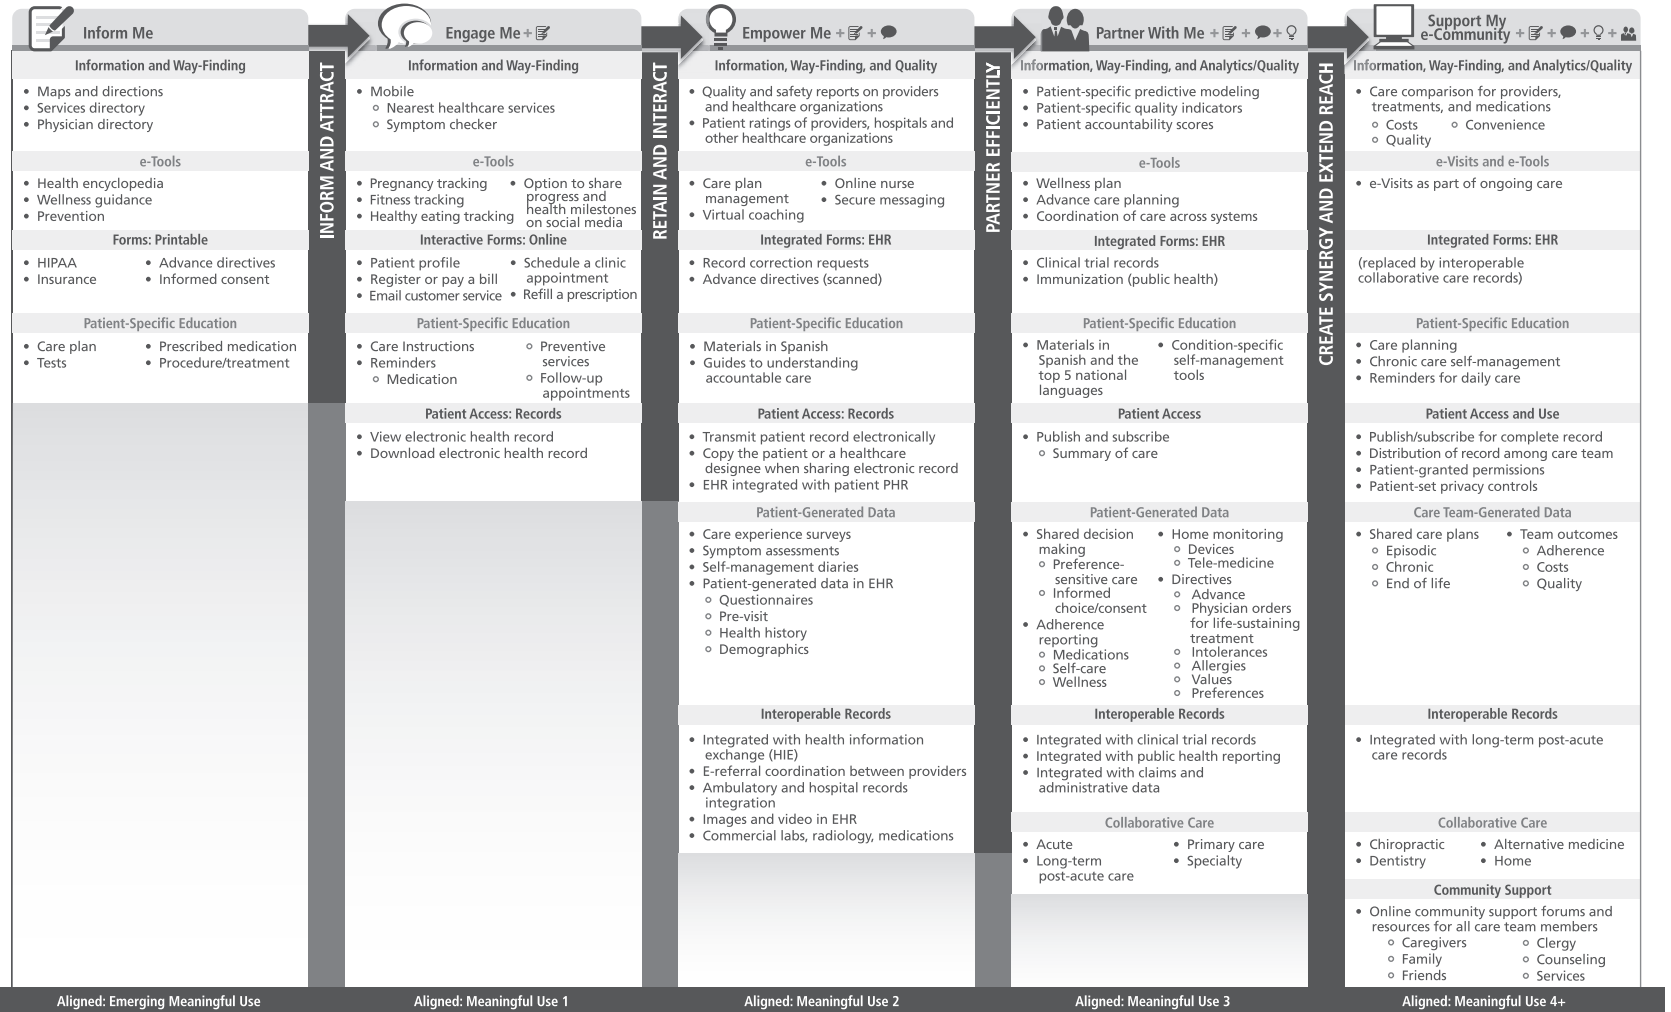 Inform Me
Information and Way-Finding
• Maps and directions
• Services directory
• Physician directory
e-Tools
• Health encyclopedia
• Wellness guidance
• Prevention
Forms: Printable
• HIPAA
• Insurance
• Advance directives
• Informed consent
Patient-Specific Education
• Care plan
• Tests
• Prescribed medication
• Procedure/treatment
Aligned: Emerging Meaningful Use
INFORM AND ATTRACT
Engage Me +
Information and Way-Finding
• Mobile
Nearest healthcare services
Symptom checker
e-Tools
• Pregnancy tracking
• Fitness tracking
• Healthy eating tracking
• Option to share
progress and
health milestones
on social media
Interactive Forms: Online
• Patient profile
• Register or pay a bill
• Email customer service
• Schedule a clinic
appointment
• Refill a prescription
Patient-Specific Education
• Care Instructions
• Reminders
Medication
Preventive
services
Follow-up
appointments
Patient Access: Records
• View electronic health record
• Download electronic health record
Aligned: Meaningful Use 1
RETAIN AND INTERACT
Empower Me + +
Information, Way-Finding, and Quality
• Quality and safety reports on providers
and healthcare organizations
• Patient ratings of providers, hospitals and
other healthcare organizations
e-Tools
• Care plan
management
• Virtual coaching
• Online nurse
• Secure messaging
Integrated Forms: EHR
• Record correction requests
• Advance directives (scanned)
Patient-Specific Education
• Materials in Spanish
• Guides to understanding
accountable care
Patient Access: Records
• Transmit patient record electronically
• Copy the patient or a healthcare
designee when sharing electronic record
• EHR integrated with patient PHR
Patient-Generated Data
• Care experience surveys
• Symptom assessments
• Self-management diaries
• Patient-generated data in EHR
Questionnaires
Pre-visit
Health history
Demographics
Interoperable Records
• Integrated with health information
exchange (HIE)
• E-referral coordination between providers
• Ambulatory and hospital records
integration
• Images and video in EHR
• Commercial labs, radiology, medications
Aligned: Meaningful Use 2
PARTNER EFFICIENTLY
Partner With Me + + +
Information, Way-Finding, and Analytics/Quality
• Patient-specific predictive modeling
• Patient-specific quality indicators
• Patient accountability scores
e-Tools
• Wellness plan
• Advance care planning
• Coordination of care across systems
Integrated Forms: EHR
• Clinical trial records
• Immunization (public health)
Patient-Specific Education
• Materials in
Spanish and the
top 5 national
languages
• Condition-specific
self-management
tools
Patient Access
• Publish and subscribe
Summary of care
Patient-Generated Data
• Shared decision
making
Preference-
sensitive care
Informed
choice/consent
• Adherence
reporting
Medications
Self-care
Wellness
• Home monitoring
Devices
Tele-medicine
• Directives
Advance
Physician orders
for life-sustaining
treatment
Intolerances
Allergies
Values
Preferences
Interoperable Records
• Integrated with clinical trial records
• Integrated with public health reporting
• Integrated with claims and
administrative data
Collaborative Care
• Acute
• Long-term
post-acute care
• Primary care
• Specialty
Aligned: Meaningful Use 3
CREATE SYNERGY AND EXTEND REACH
Support My
e-Community + + + +
Information, Way-Finding, and Analytics/Quality
• Care comparison for providers,
treatments, and medications
Costs
Quality
Convenience
e-Visits and e-Tools
• e-Visits as part of ongoing care
Integrated Forms: EHR
(replaced by interoperable
collaborative care records)
Patient-Specific Education
• Care planning
• Chronic care self-management
• Reminders for daily care
Patient Access and Use
• Publish/subscribe for complete record
• Distribution of record among care team
• Patient-granted permissions
• Patient-set privacy controls
Care Team-Generated Data
• Shared care plans
Episodic
Chronic
End of life
• Team outcomes
Adherence
Costs
Quality
Interoperable Records
• Integrated with long-term post-acute
care records
Collaborative Care
• Chiropractic
• Dentistry
• Alternative medicine
• Home
Community Support
• Online community support forums and
resources for all care team members
Caregivers
Family
Friends
Clergy
Counseling
Services
Aligned: Meaningful Use 4+